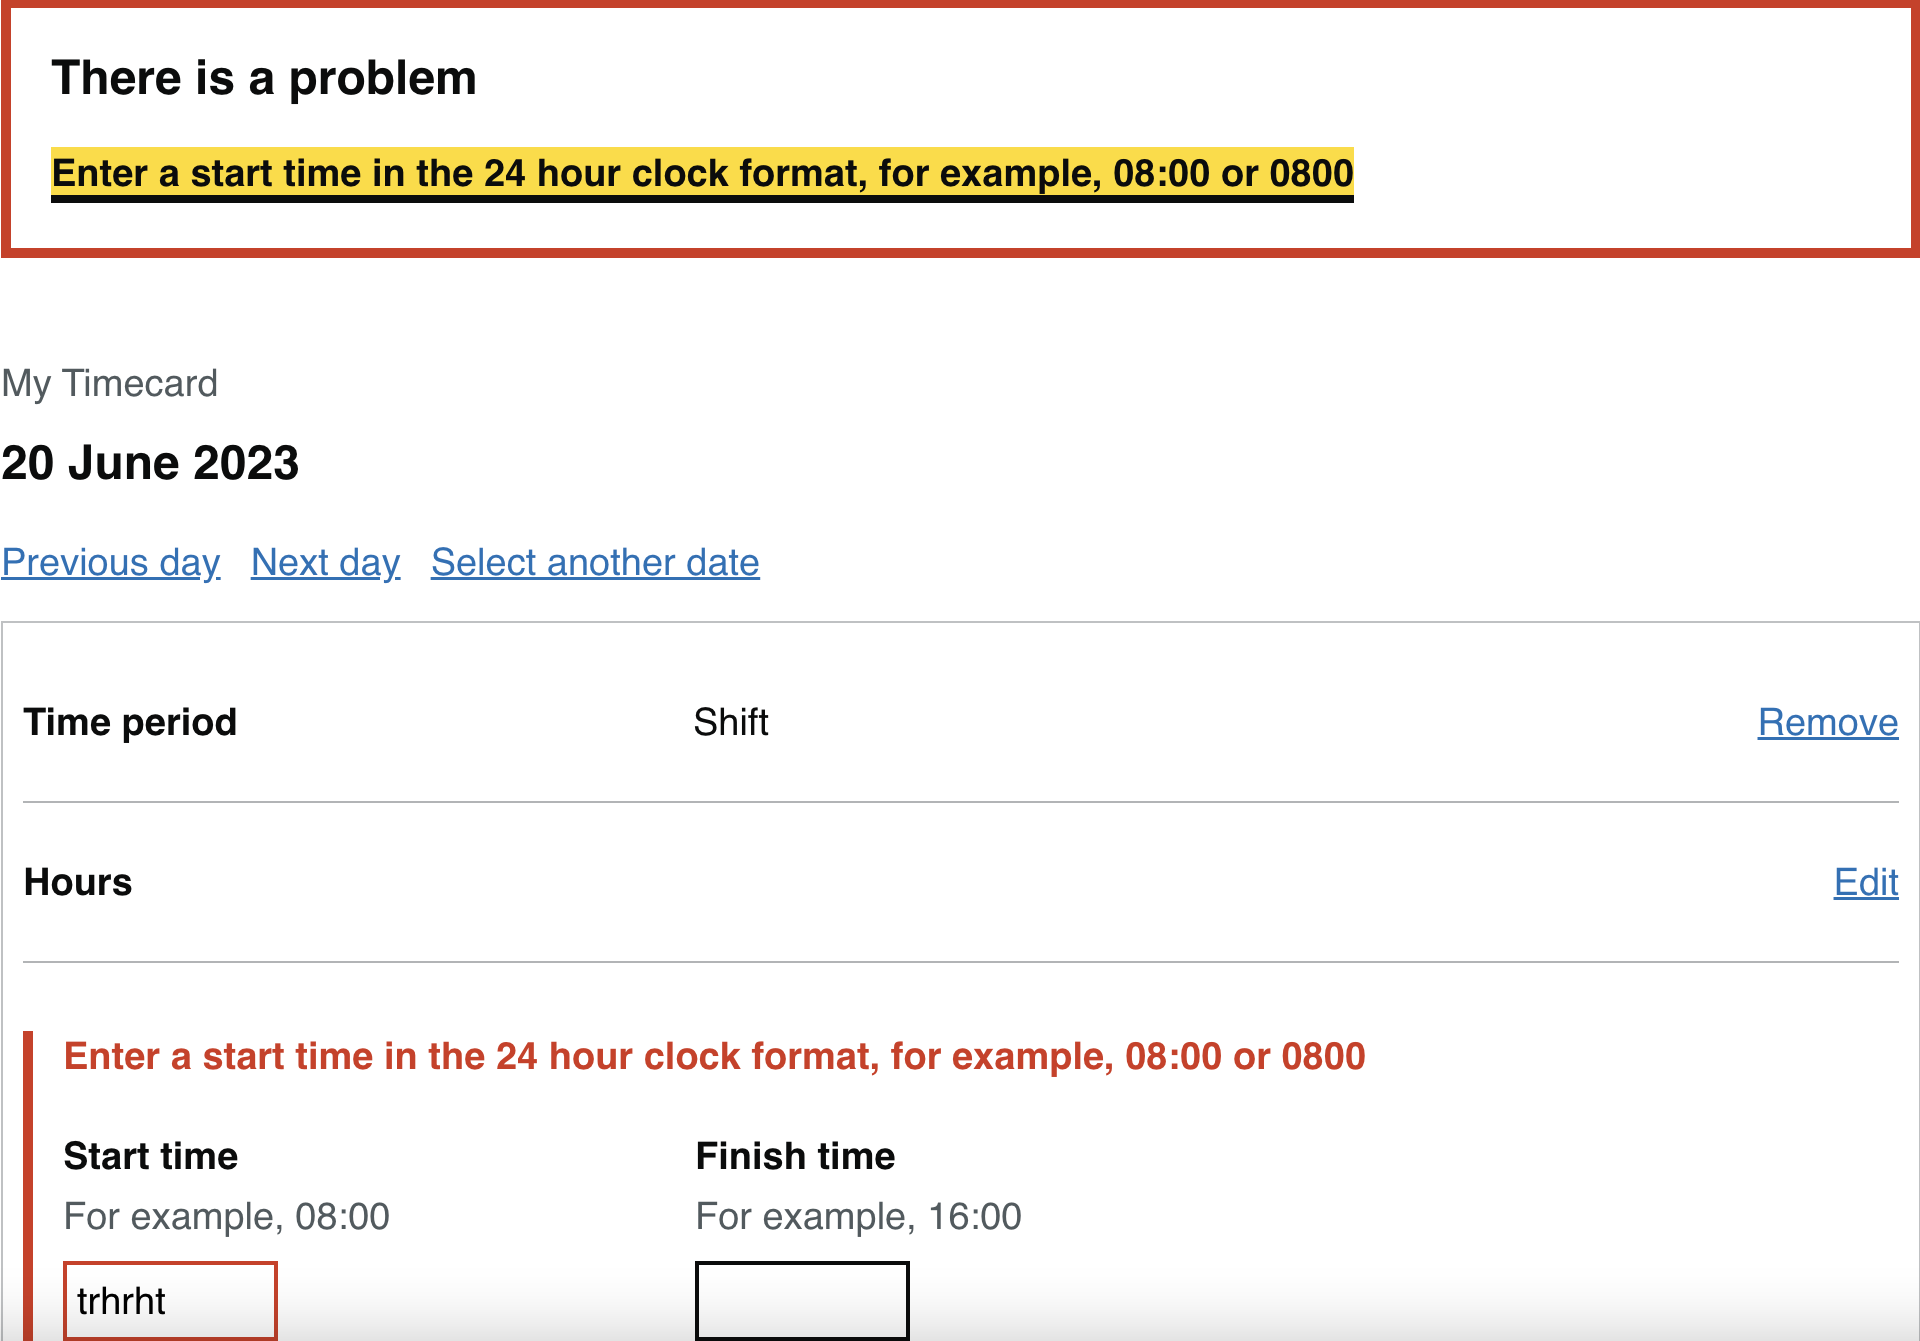 There is a problem
Enter a start time in the 24 hour clock format, for example, 08:00 or 0800
My Timecard
20 June 2023
Previous day Next day Select another date
Time period Shift Remove
Hours Edit
Enter a start time in the 24 hour clock format, for example, 08:00 or 0800
Start time Finish time
For example, 08:00 For example, 16:00
trhrht